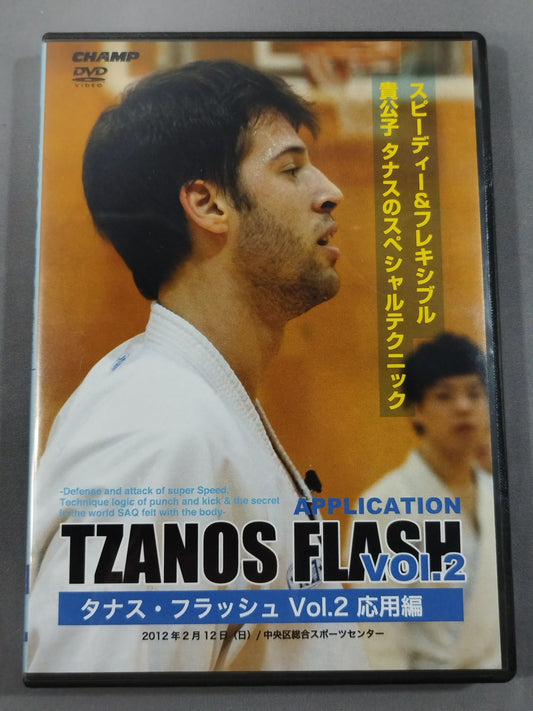 CHAMP
DVD
VIDEO
スピーディー&フレキシブル
貴公子 タナスのスペシャルテクニック
-Defense and attack of super Speed,
Technique logic of punch and kick & the secret
to the world SAQ felt with the body-
APPLICATION
TZANOS FLASH
VOl.2
タナス・フラッシュ Vol.2 応用編
2012年2月12日(日)/中央区総合スポーツセンター